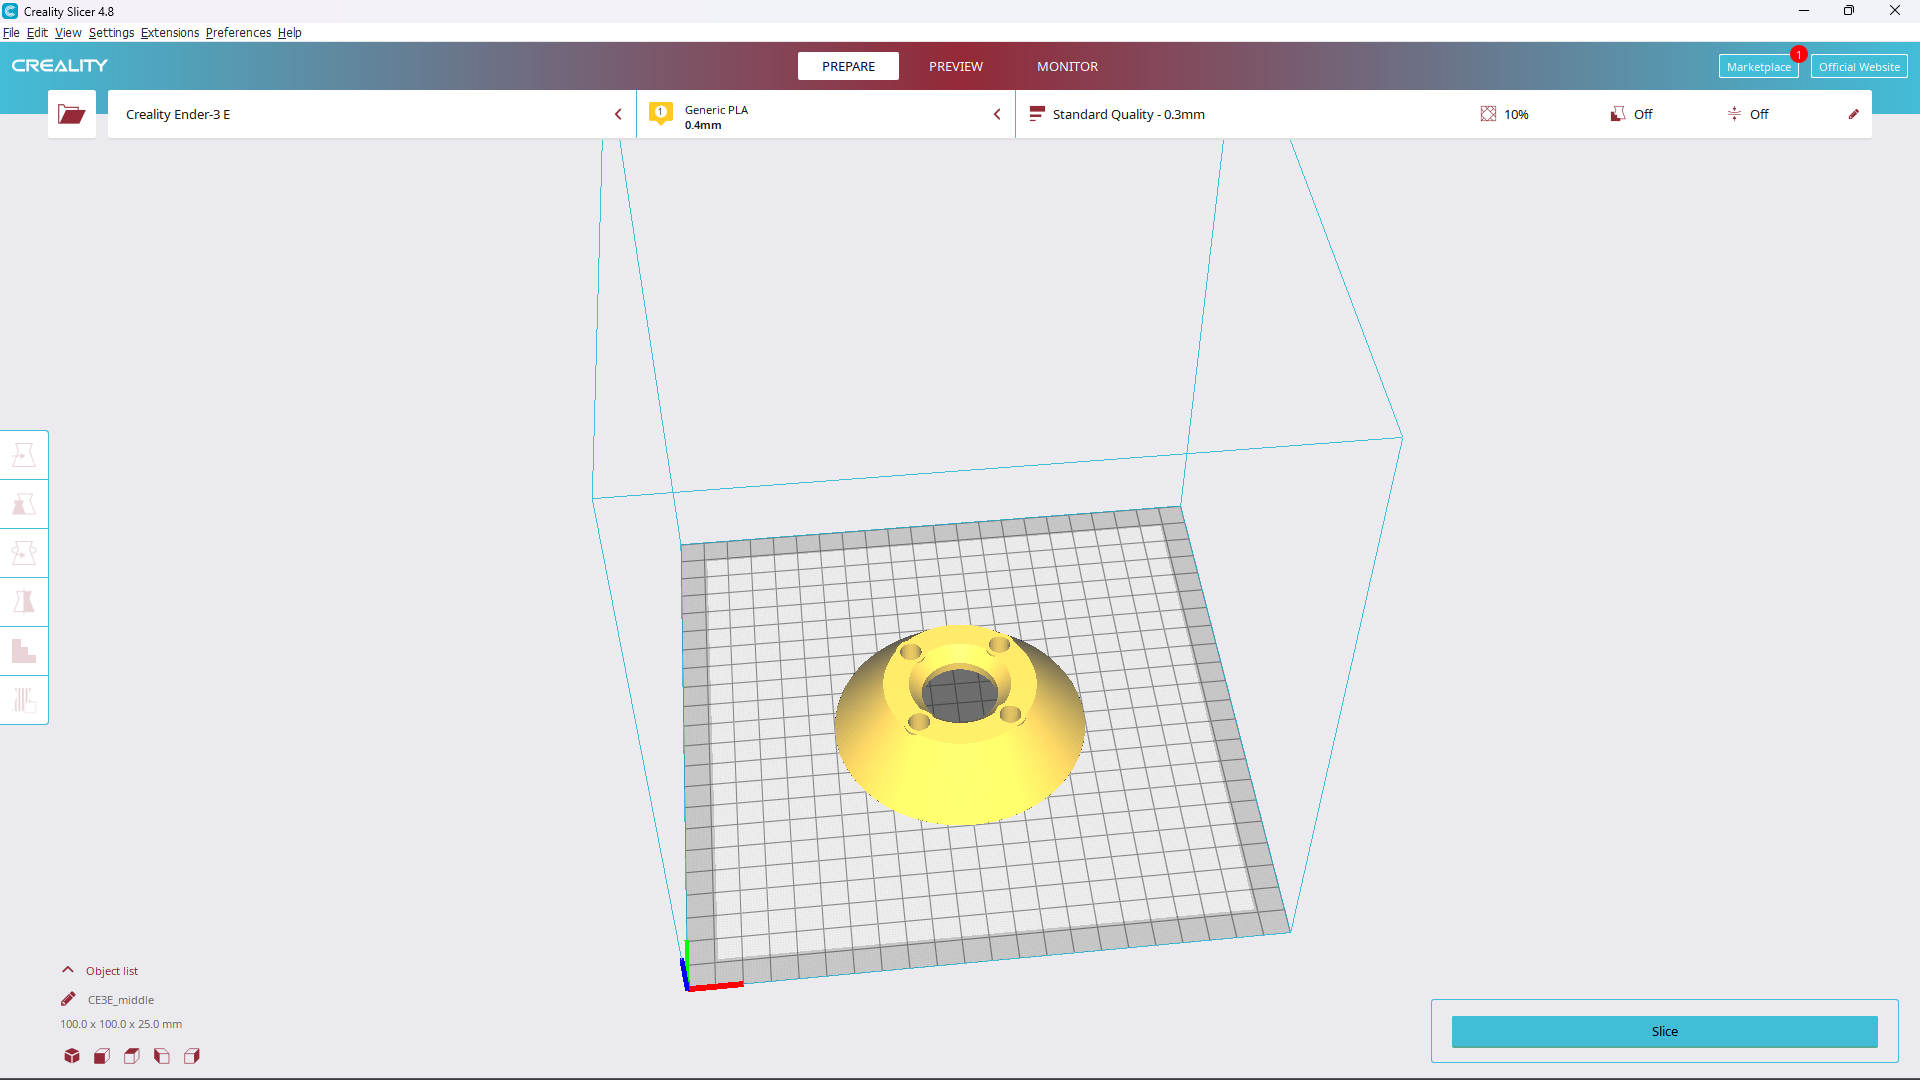 Creality Slicer 4.8
File Edit View Settings Extensions Preferences Help
CREALITY
PREPARE PREVIEW MONITOR
Marketplace 1 Official Website
Creality Ender-3 E
1 Generic PLA
0.4mm
Standard Quality - 0.3mm 10% Off Off
Object list
CE3E_middle
100.0 x 100.0 x 25.0 mm
Slice